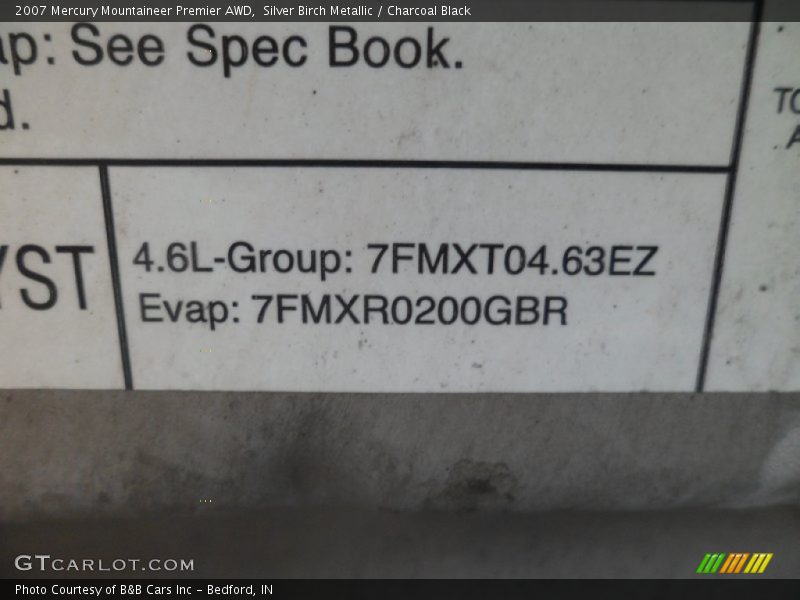 2007 Mercury Mountaineer Premier AWD, Silver Birch Metallic / Charcoal Black
ap: See Spec Book.
d.
TO
A
YST
4.6L-Group: 7FMXT04.63EZ
Evap: 7FMXR0200GBR
GTCARLOT.COM
Photo Courtesy of B&B Cars Inc - Bedford, IN